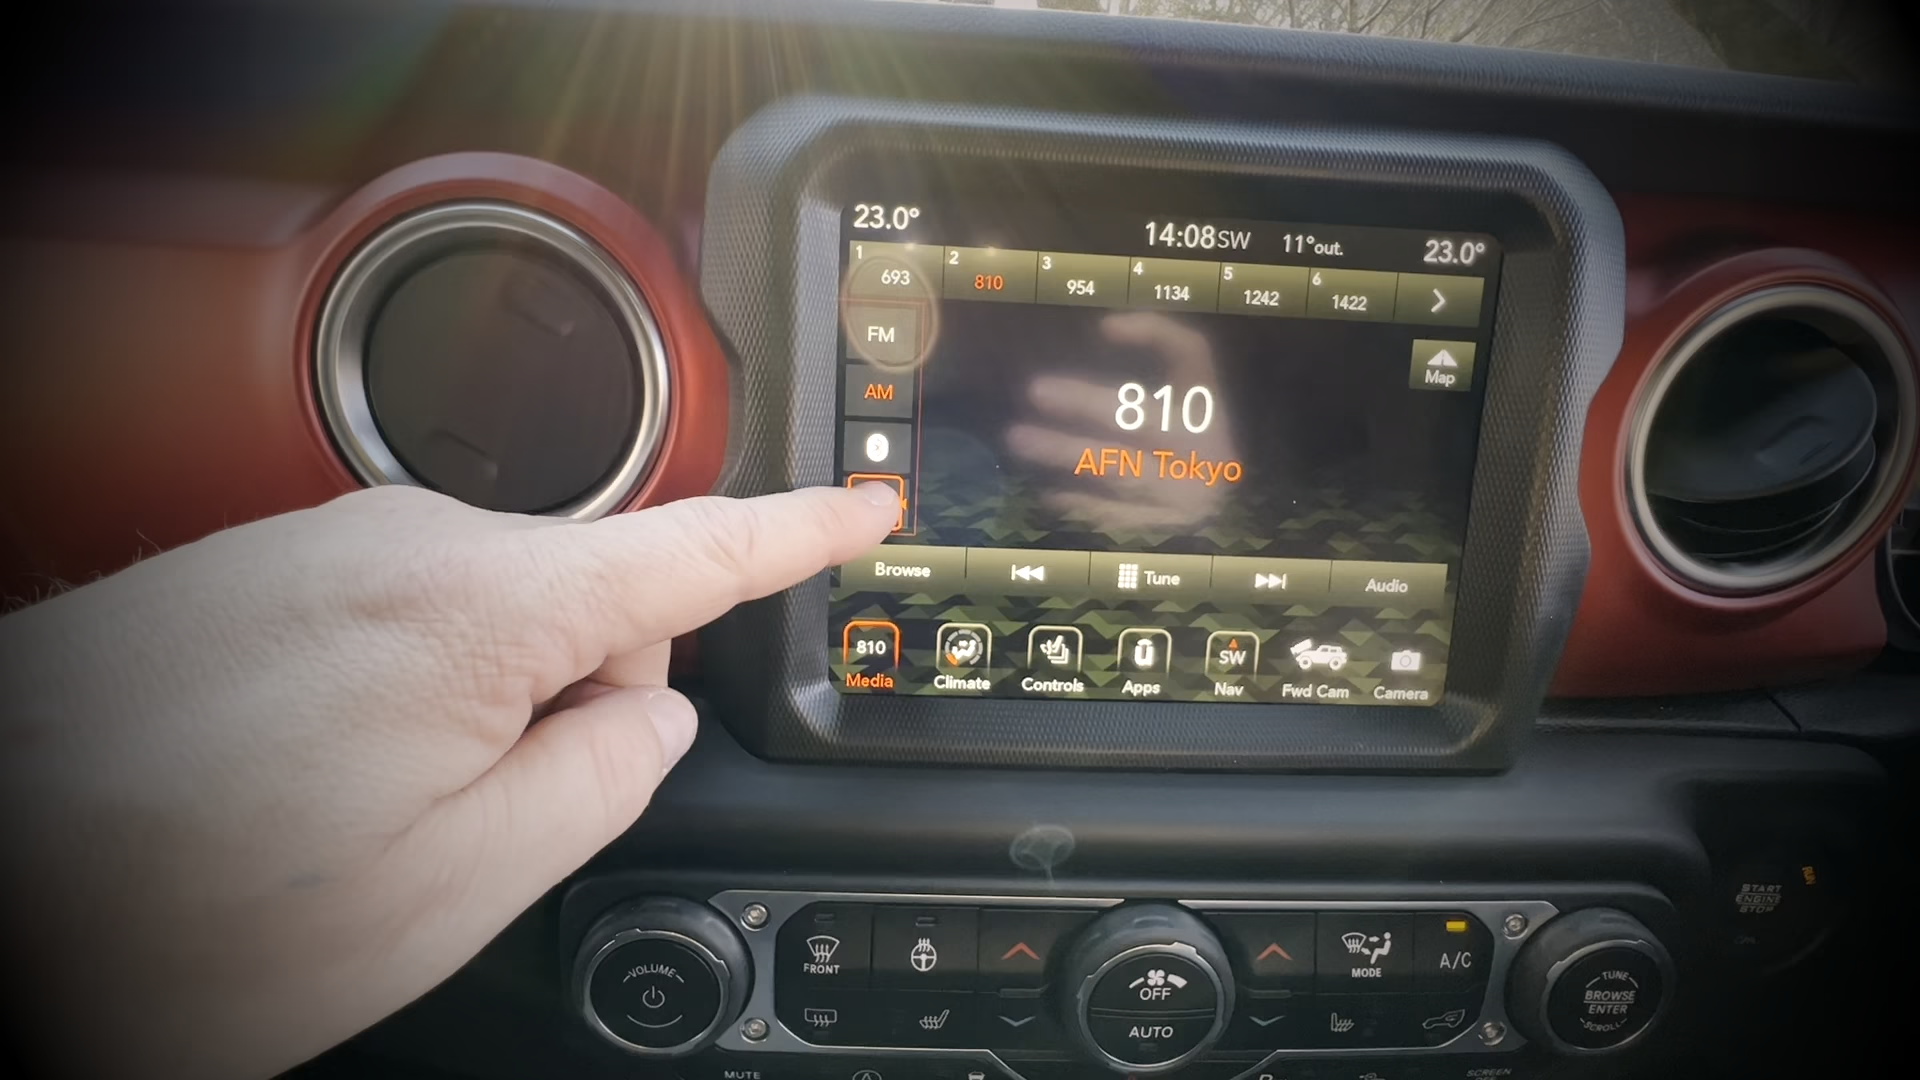 23.0° 14:08SW 11°out. 23.0°
1 693 2 810 3 954 4 1134 5 1242 6 1422
FM
AM
810
AFN Tokyo
Map
Browse Tune Audio
810 SW
Media Climate Controls Apps Nav Fwd Cam Camera
START
ENGINE
STOP
RUN
VOLUME
FRONT
OFF
AUTO
MODE
A/C
TUNE
BROWSE
ENTER
SCROLL
MUTE
SCREEN